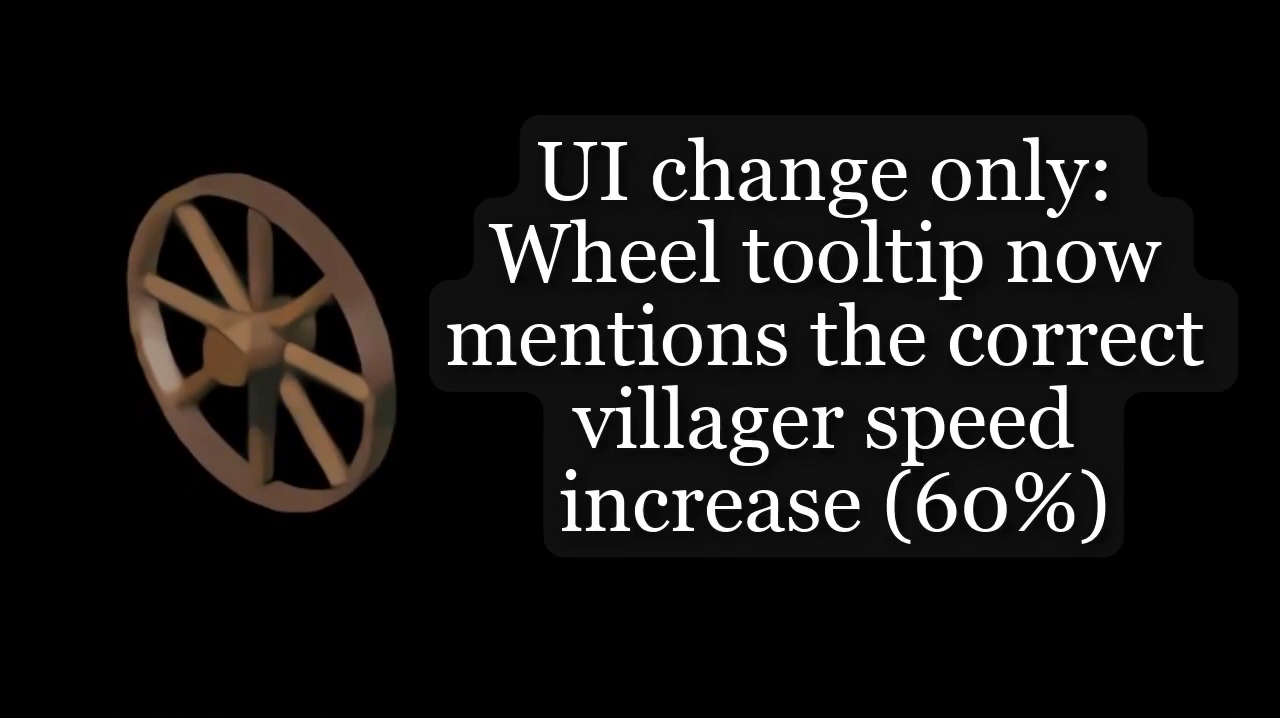 UI change only:
Wheel tooltip now
mentions the correct
villager speed
increase (60%)